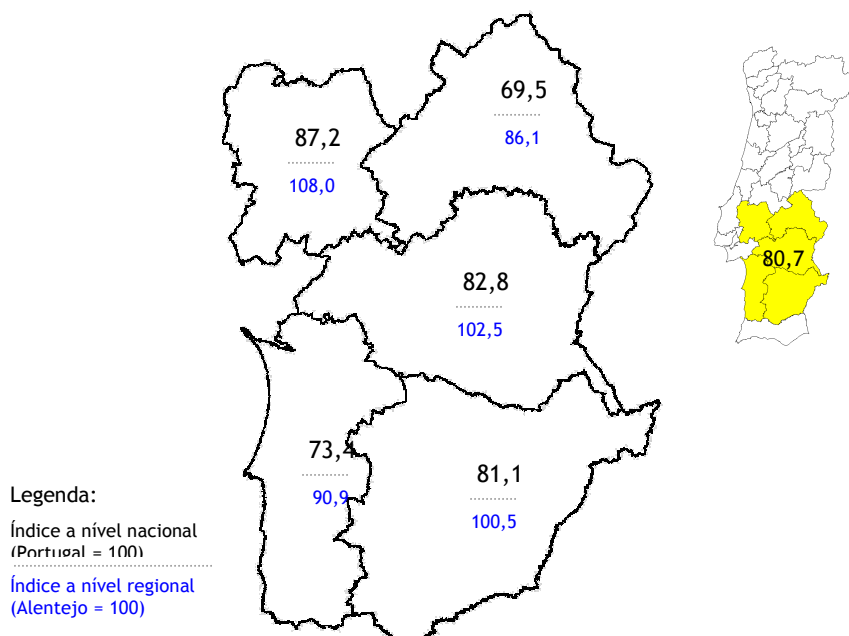 69,5
86,1
87,2
108,0
80,7
82,8
102,5
73,4
90,9
81,1
100,5
Legenda:
Índice a nível nacional
(Portugal = 100)
Índice a nível regional
(Alentejo = 100)